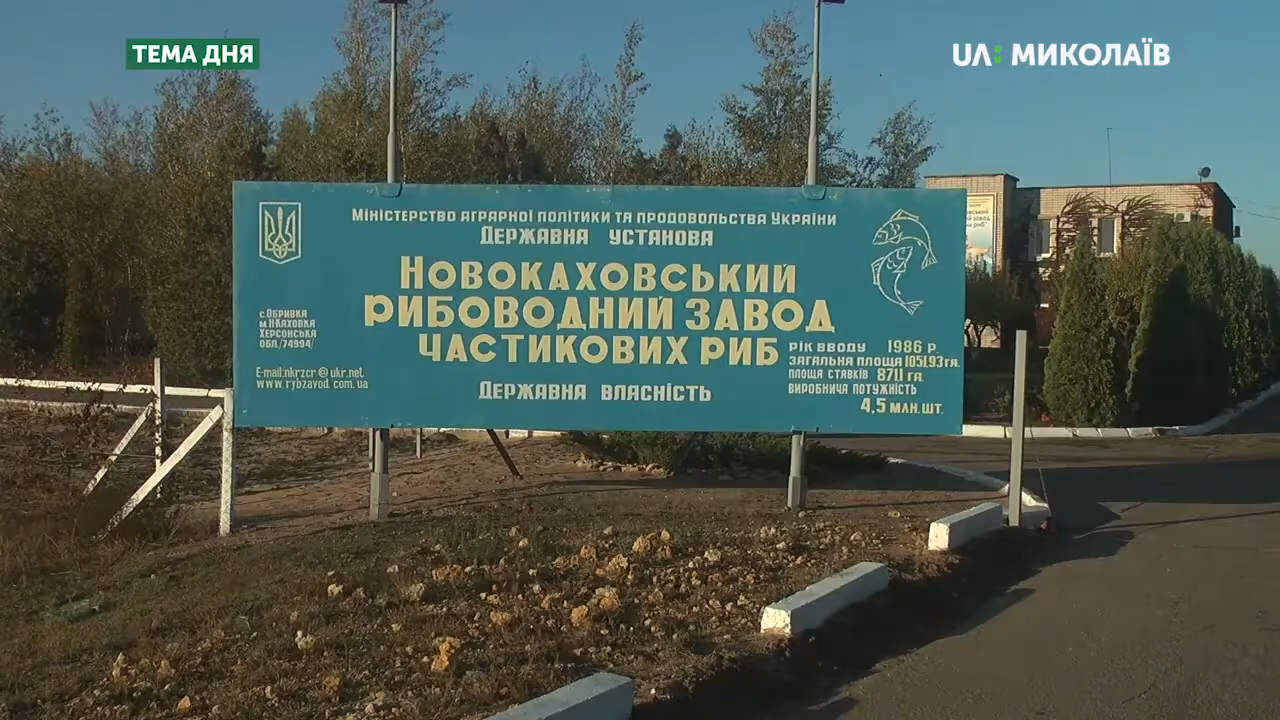 ТЕМА ДНЯ
UA: МИКОЛАЇВ
Міністерство аграрної політики та продовольства України
Державна установа
Новокаховський
рибоводний завод
частикових риб
Державна власність
с.Обривка
м.Н-Каховка
Херсонська
обл/74994/
E-mail:nkrzcr@ukr.net
www.rybzavod.com.ua
рік вводу 1986 р.
загальна площа 1051,93 га.
площа ставків 871,1 га.
виробнича потужність
4,5 млн. шт.